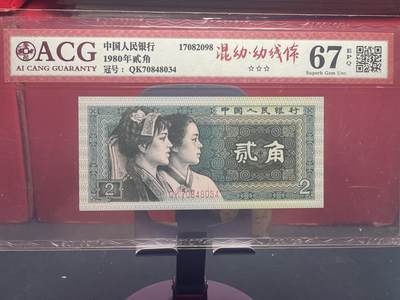 ACG
AI CANG GUARANTY
中国人民银行 17082098
1980年贰角
冠号：QK70848034
混幼·幼线体
☆☆☆
67 EPQ
Superb Gem Unc
中国人民银行
贰角
QK70848034
2 2